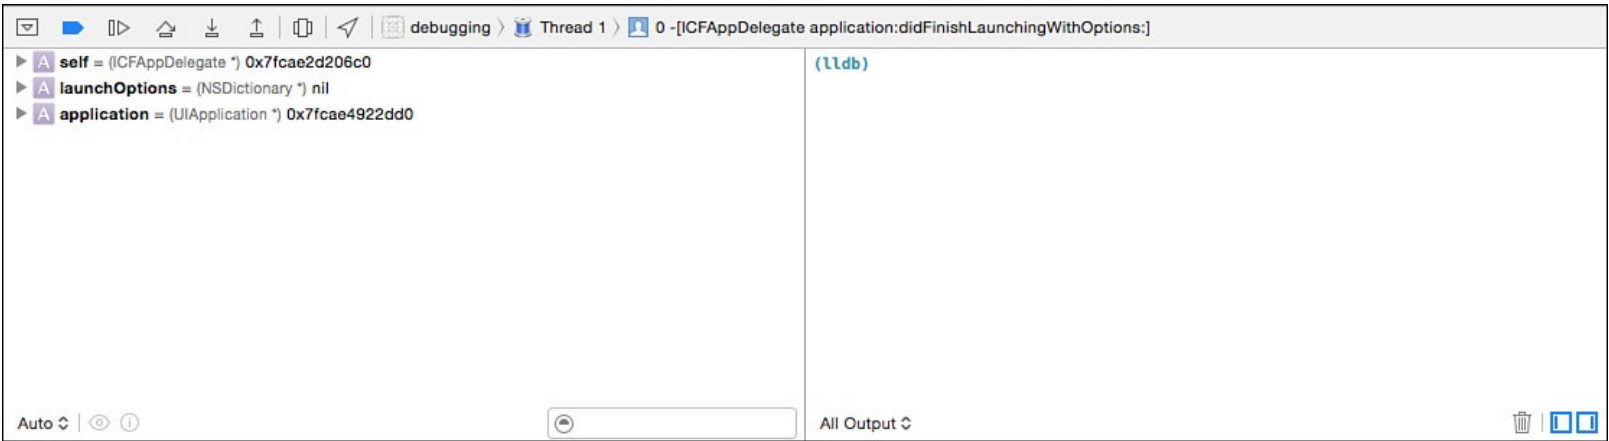 debugging Thread 1 0 -[ICFAppDelegate application:didFinishLaunchingWithOptions:]
A self = (ICFAppDelegate *) 0x7fcae2d206c0
A launchOptions = (NSDictionary *) nil
A application = (UIApplication *) 0x7fcae4922dd0
(lldb)
Auto
All Output